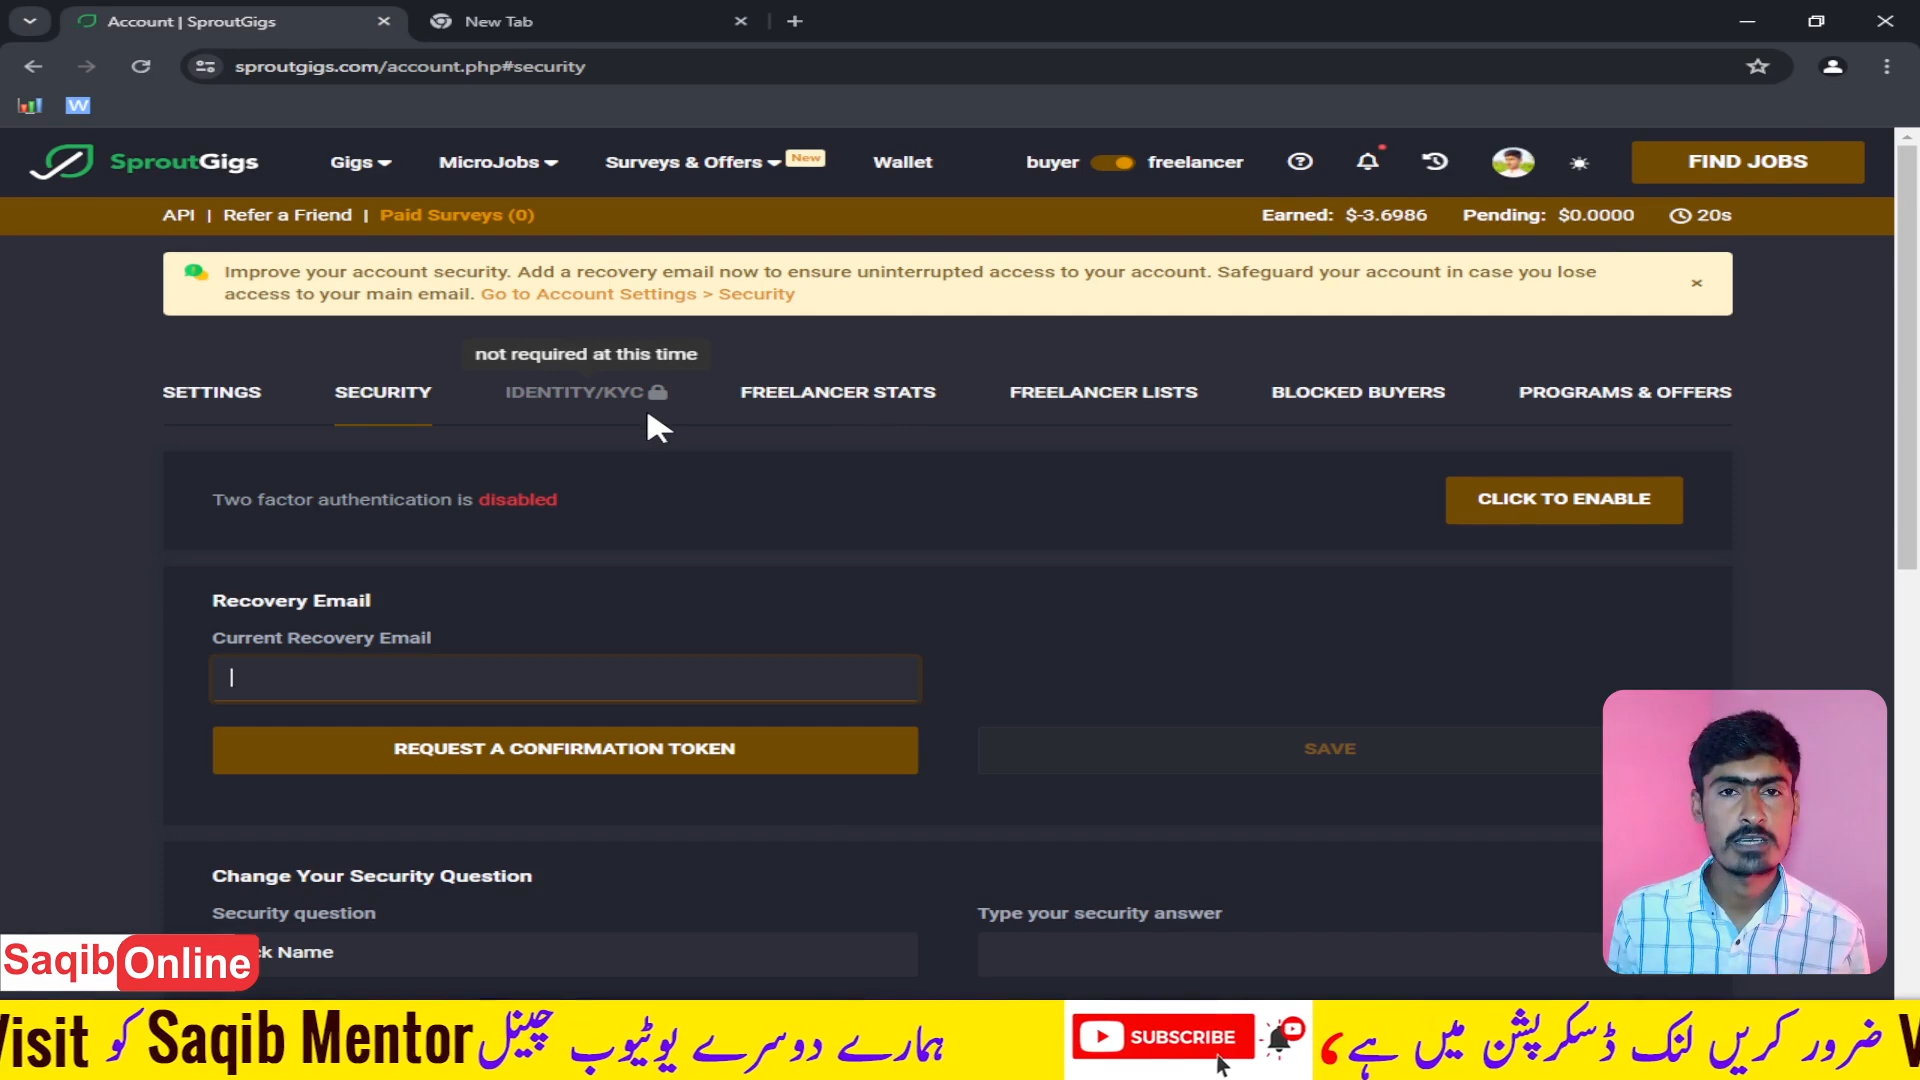 Account | SproutGigs
New Tab
sproutgigs.com/account.php#security
W
SproutGigs Gigs MicroJobs Surveys & Offers New Wallet buyer freelancer FIND JOBS
API | Refer a Friend | Paid Surveys (0) Earned: $-3.6986 Pending: $0.0000 20s
Improve your account security. Add a recovery email now to ensure uninterrupted access to your account. Safeguard your account in case you lose
access to your main email. Go to Account Settings > Security
not required at this time
SETTINGS SECURITY IDENTITY/KYC FREELANCER STATS FREELANCER LISTS BLOCKED BUYERS PROGRAMS & OFFERS
Two factor authentication is disabled CLICK TO ENABLE
Recovery Email
Current Recovery Email
REQUEST A CONFIRMATION TOKEN SAVE
Change Your Security Question
Security question Type your security answer
ck Name
Saqib Online
Visit کو Saqib Mentor ہمارے دوسرے یوٹیوب چینل
SUBSCRIBE
ضرور کریں لنک ڈسکرپشن میں ہے،